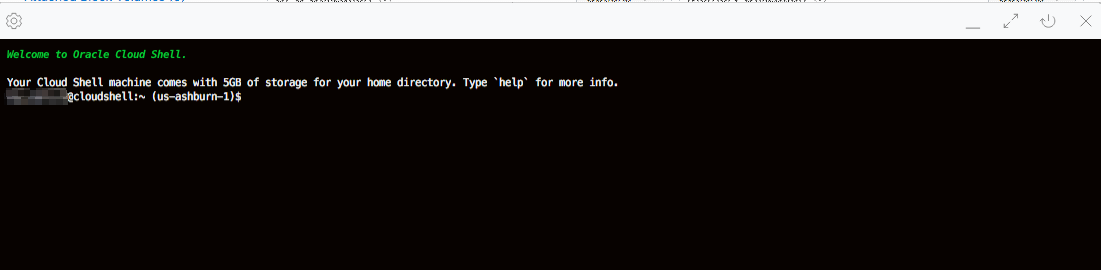 Welcome to Oracle Cloud Shell.
Your Cloud Shell machine comes with 5GB of storage for your home directory. Type `help` for more info.
@cloudshell:~ (us-ashburn-1)$